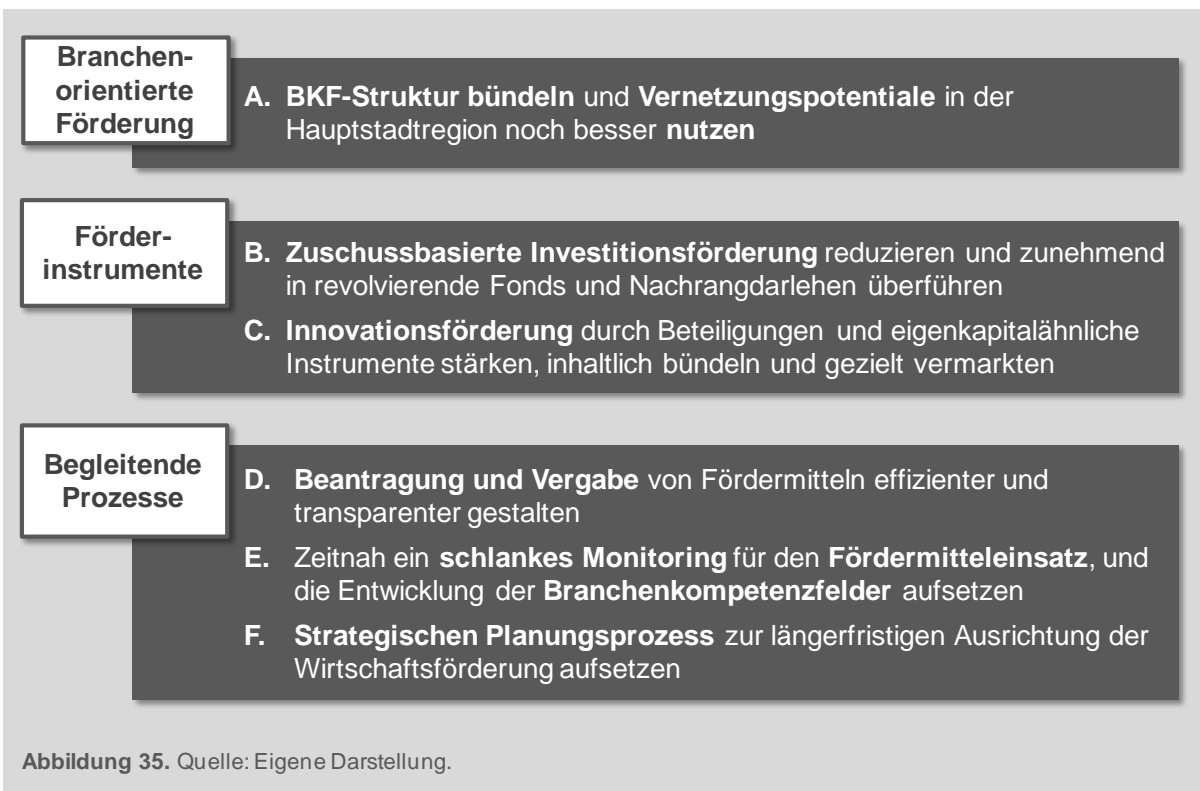 Branchen-
orientierte
Förderung
A. BKF-Struktur bündeln und Vernetzungspotentiale in der
Hauptstadtregion noch besser nutzen
Förder-
instrumente
B. Zuschussbasierte Investitionsförderung reduzieren und zunehmend
in revolvierende Fonds und Nachrangdarlehen überführen
C. Innovationsförderung durch Beteiligungen und eigenkapitalähnliche
Instrumente stärken, inhaltlich bündeln und gezielt vermarkten
Begleitende
Prozesse
D. Beantragung und Vergabe von Fördermitteln effizienter und
transparenter gestalten
E. Zeitnah ein schlankes Monitoring für den Fördermitteleinsatz, und
die Entwicklung der Branchenkompetenzfelder aufsetzen
F. Strategischen Planungsprozess zur längerfristigen Ausrichtung der
Wirtschaftsförderung aufsetzen
Abbildung 35. Quelle: Eigene Darstellung.